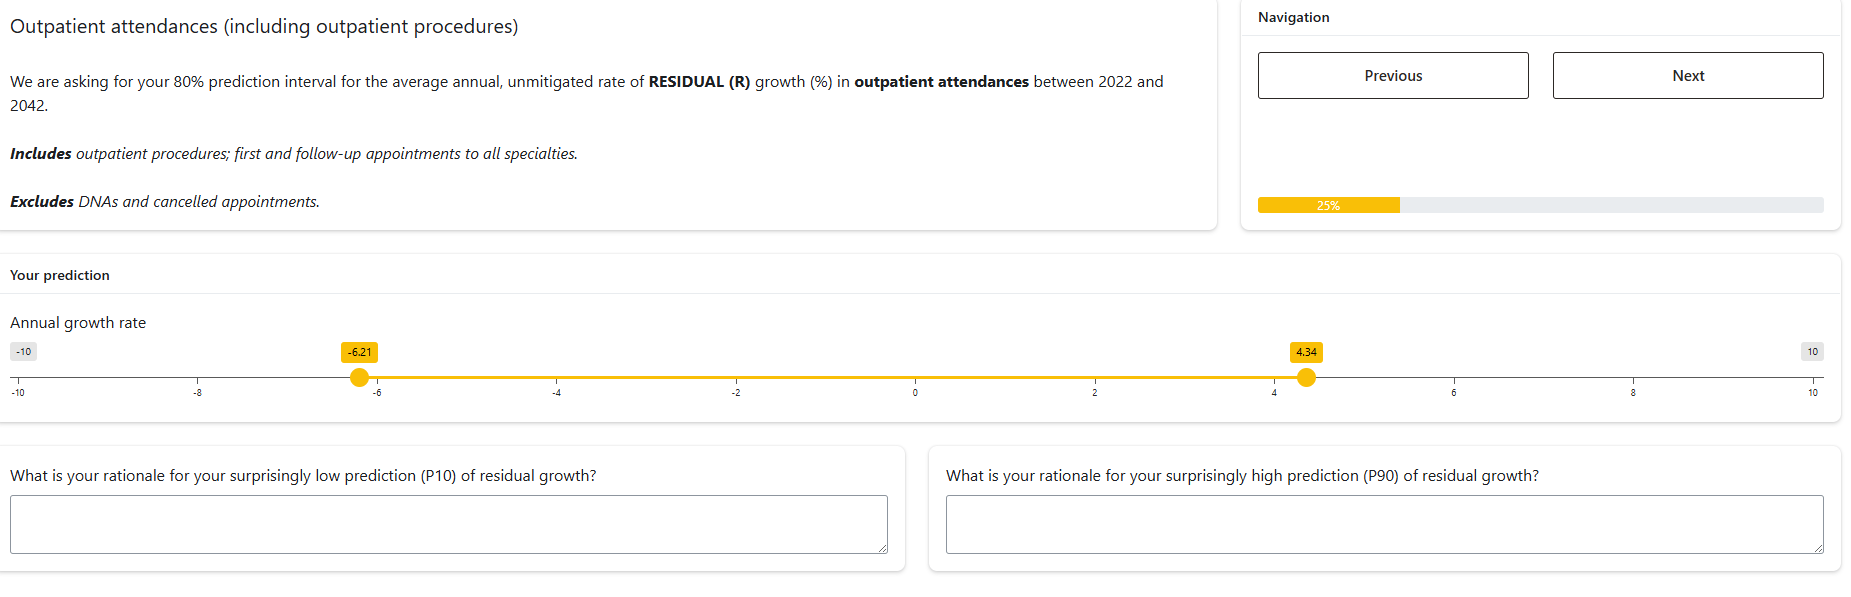 Outpatient attendances (including outpatient procedures)
We are asking for your 80% prediction interval for the average annual, unmitigated rate of RESIDUAL (R) growth (%) in outpatient attendances between 2022 and
2042.
Includes outpatient procedures; first and follow-up appointments to all specialties.
Excludes DNAs and cancelled appointments.
Navigation
Previous
Next
25%
Your prediction
Annual growth rate
-10
-6.21
4.34
10
-10 -8 -6 -4 -2 0 2 4 6 8 10
What is your rationale for your surprisingly low prediction (P10) of residual growth?
What is your rationale for your surprisingly high prediction (P90) of residual growth?